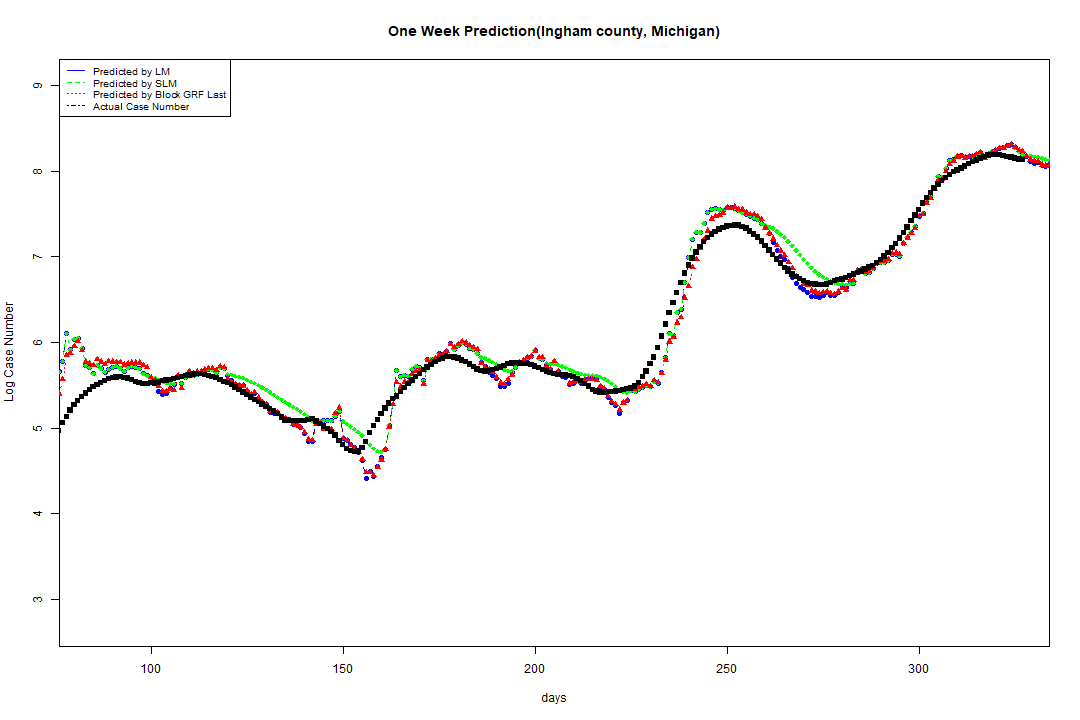 One Week Prediction(Ingham county, Michigan)
Predicted by LM
Predicted by SLM
Predicted by Block GRF Last
Actual Case Number
9
8
7
6
5
4
3
Log Case Number
100 150 200 250 300
days